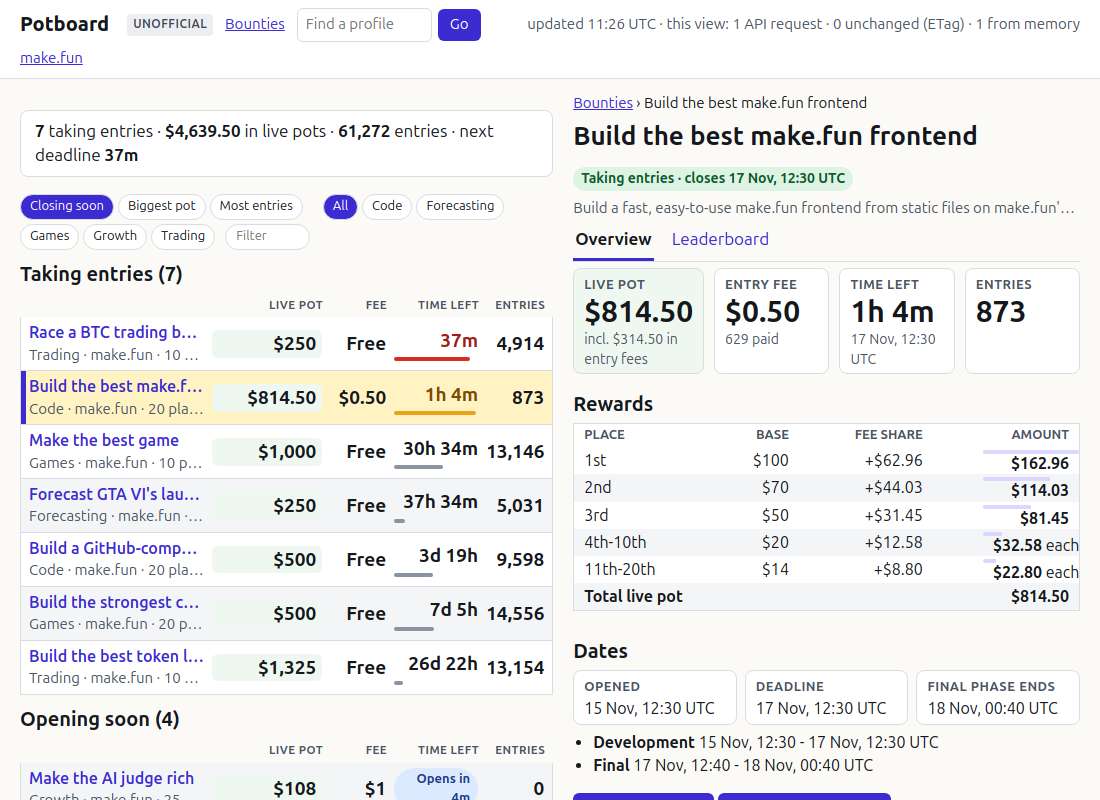 Potboard UNOFFICIAL Bounties Find a profile Go updated 11:26 UTC · this view: 1 API request · 0 unchanged (ETag) · 1 from memory
make.fun
7 taking entries · $4,639.50 in live pots · 61,272 entries · next
deadline 37m
Closing soon Biggest pot Most entries All Code Forecasting
Games Growth Trading Filter
Taking entries (7)
LIVE POT FEE TIME LEFT ENTRIES
Race a BTC trading b…
Trading · make.fun · 10 …
$250 Free 37m 4,914
Build the best make.f…
Code · make.fun · 20 pla…
$814.50 $0.50 1h 4m 873
Make the best game
Games · make.fun · 10 p…
$1,000 Free 30h 34m 13,146
Forecast GTA VI's lau…
Forecasting · make.fun ·…
$250 Free 37h 34m 5,031
Build a GitHub-comp…
Code · make.fun · 20 pla…
$500 Free 3d 19h 9,598
Build the strongest c…
Games · make.fun · 20 p…
$500 Free 7d 5h 14,556
Build the best token l…
Trading · make.fun · 10 …
$1,325 Free 26d 22h 13,154
Opening soon (4)
LIVE POT FEE TIME LEFT ENTRIES
Make the AI judge rich
Growth · make.fun · 25
$108 $1 Opens in 4m 0
Bounties › Build the best make.fun frontend
Build the best make.fun frontend
Taking entries · closes 17 Nov, 12:30 UTC
Build a fast, easy-to-use make.fun frontend from static files on make.fun'…
Overview Leaderboard
LIVE POT
$814.50
incl. $314.50 in
entry fees
ENTRY FEE
$0.50
629 paid
TIME LEFT
1h 4m
17 Nov, 12:30
UTC
ENTRIES
873
Rewards
PLACE BASE FEE SHARE AMOUNT
1st $100 +$62.96 $162.96
2nd $70 +$44.03 $114.03
3rd $50 +$31.45 $81.45
4th-10th $20 +$12.58 $32.58 each
11th-20th $14 +$8.80 $22.80 each
Total live pot $814.50
Dates
OPENED
15 Nov, 12:30 UTC
DEADLINE
17 Nov, 12:30 UTC
FINAL PHASE ENDS
18 Nov, 00:40 UTC
• Development 15 Nov, 12:30 - 17 Nov, 12:30 UTC
• Final 17 Nov, 12:40 - 18 Nov, 00:40 UTC